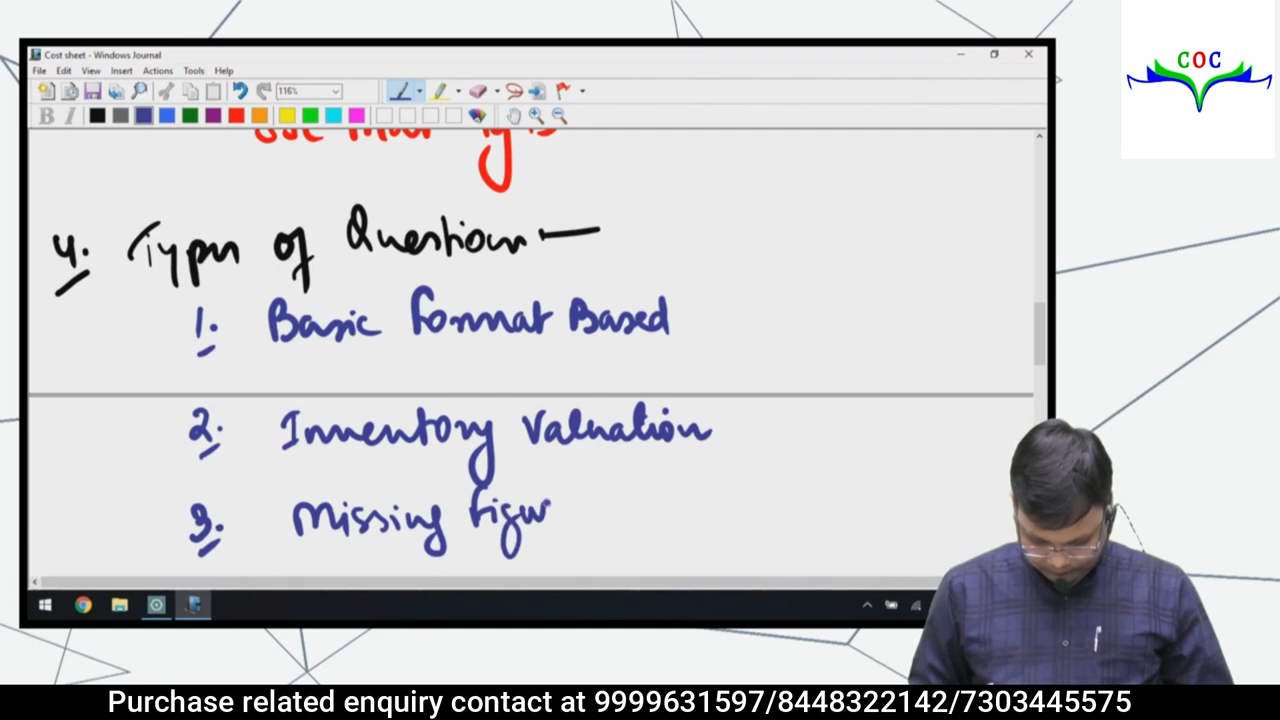 COC
Cost sheet - Windows Journal
File Edit View Insert Actions Tools Help
116%
B I
4. Types of Question —
1. Basic Format Based
2. Inventory Valuation
3. Missing Figur
Purchase related enquiry contact at 9999631597/8448322142/7303445575